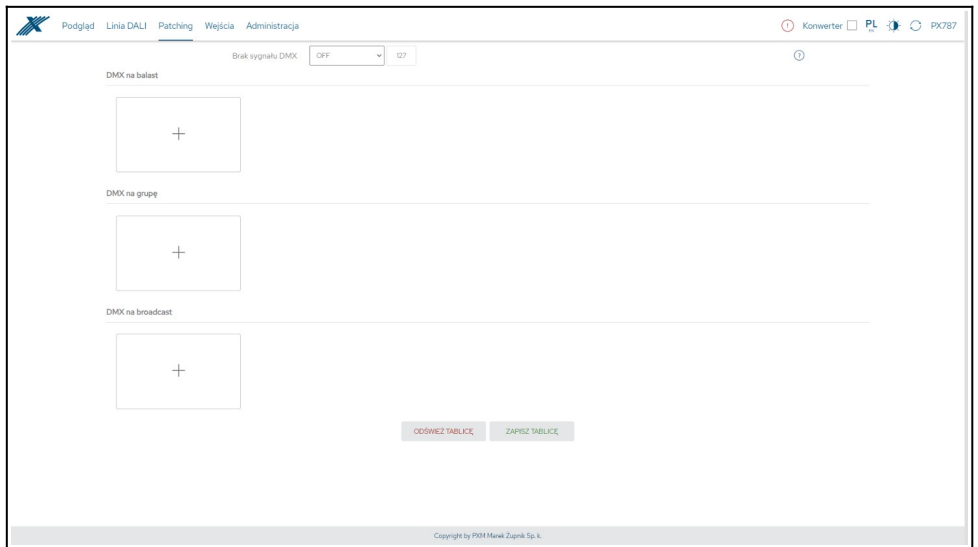 Podgląd Linia DALI Patching Wejścia Administracja Konwerter PL PX787
Brak sygnału DMX OFF 127
DMX na balast
DMX na grupę
DMX na broadcast
ODŚWIEŻ TABLICĘ ZAPISZ TABLICĘ
Copyright by PXM Marek Żupnik Sp. k.